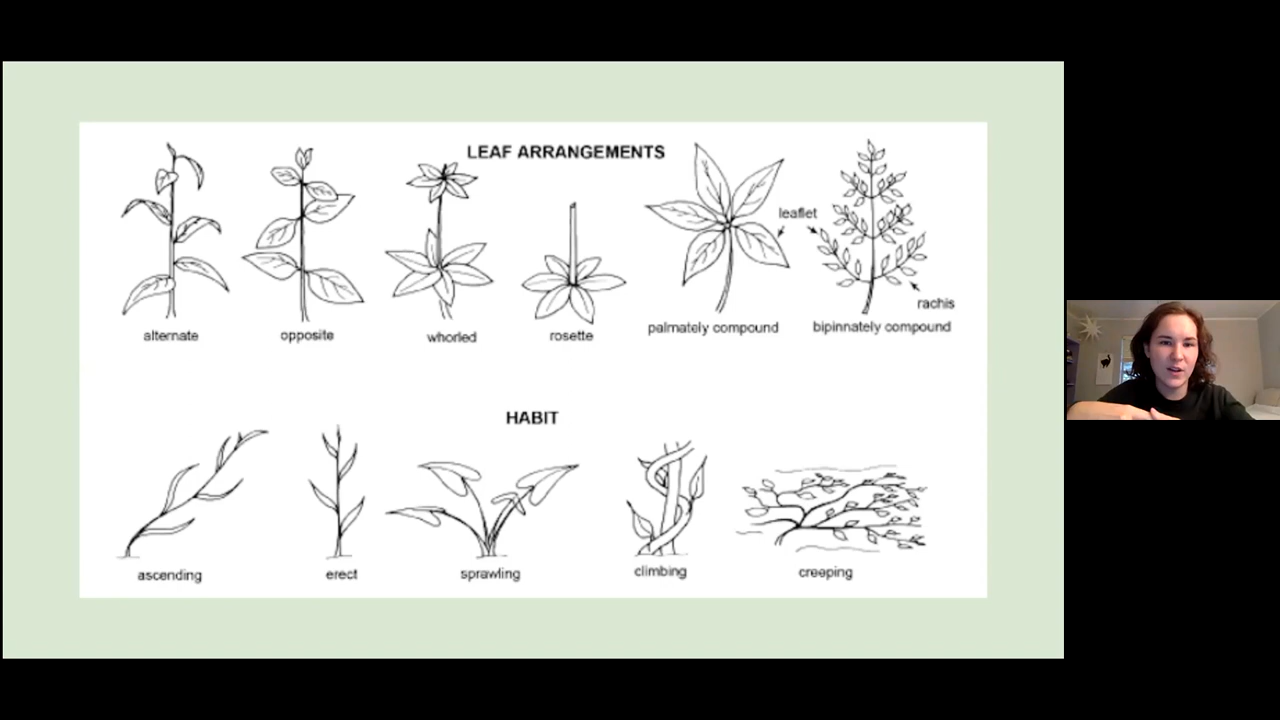 LEAF ARRANGEMENTS
leaflet
rachis
alternate
opposite
whorled
rosette
palmately compound
bipinnately compound
HABIT
ascending
erect
sprawling
climbing
creeping